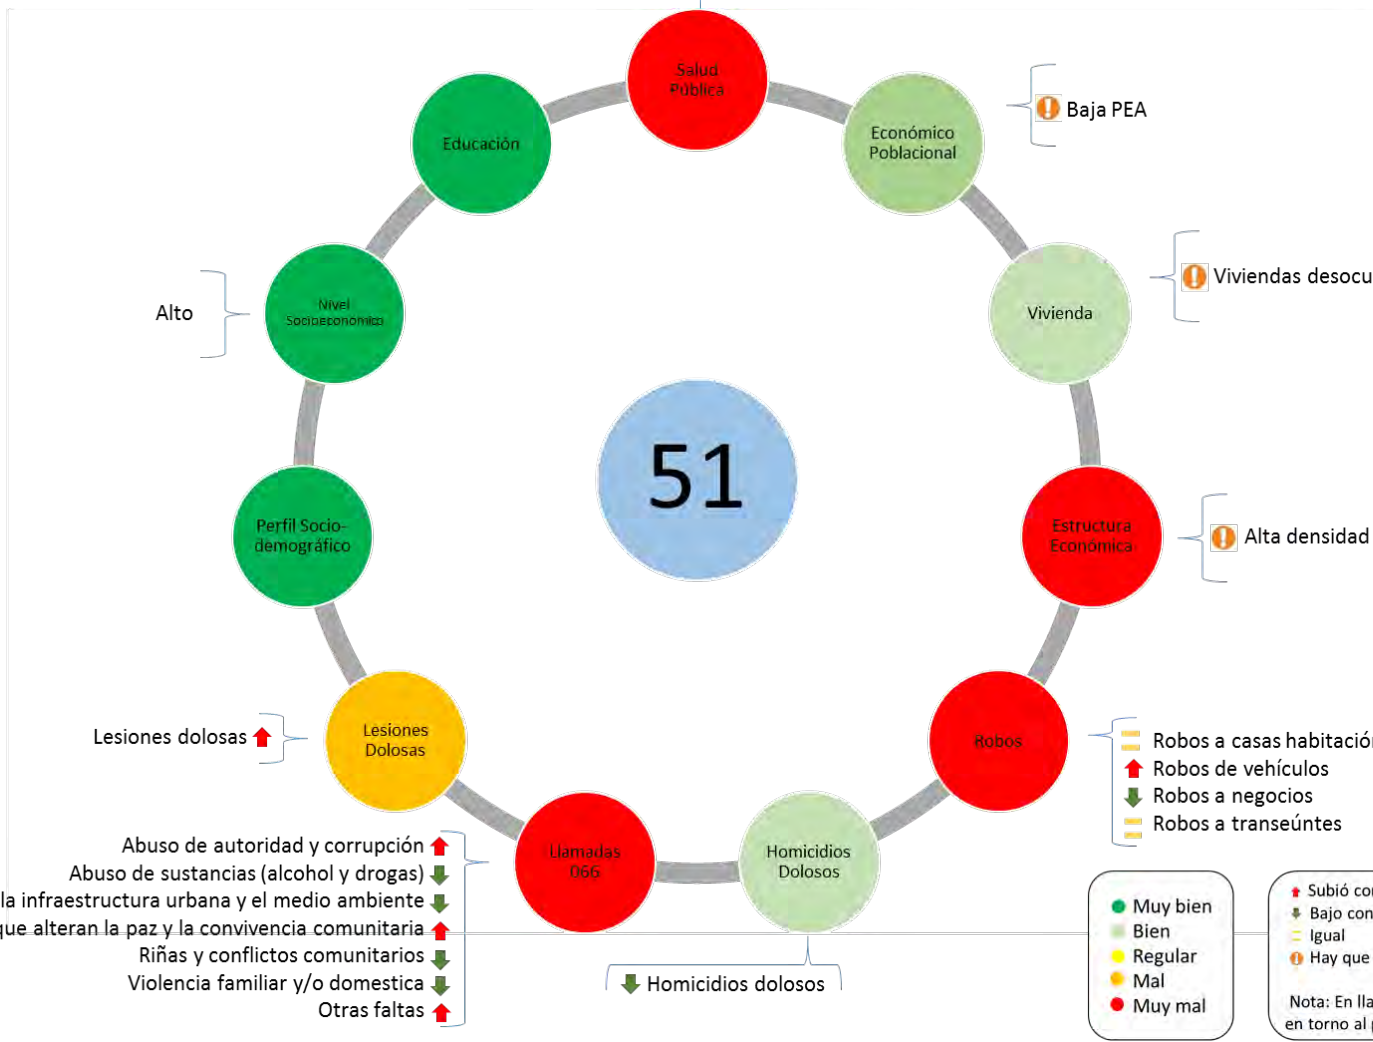 Salud
Pública
Educación
Económico
Poblacional
Baja PEA
Nivel
Socioeconómico
Alto
Vivienda
Viviendas desocu
51
Perfil Socio-
demográfico
Estructura
Económica
Alta densidad
Lesiones
Dolosas
Lesiones dolosas
Robos
Robos a casas habitación
Robos de vehículos
Robos a negocios
Robos a transeúntes
Llamadas
066
Abuso de autoridad y corrupción
Abuso de sustancias (alcohol y drogas)
la infraestructura urbana y el medio ambiente
que alteran la paz y la convivencia comunitaria
Riñas y conflictos comunitarios
Violencia familiar y/o domestica
Otras faltas
Homicidios
Dolosos
Homicidios dolosos
Muy bien
Bien
Regular
Mal
Muy mal
Subió con
Bajo con
Igual
Hay que
Nota: En lla
en torno al